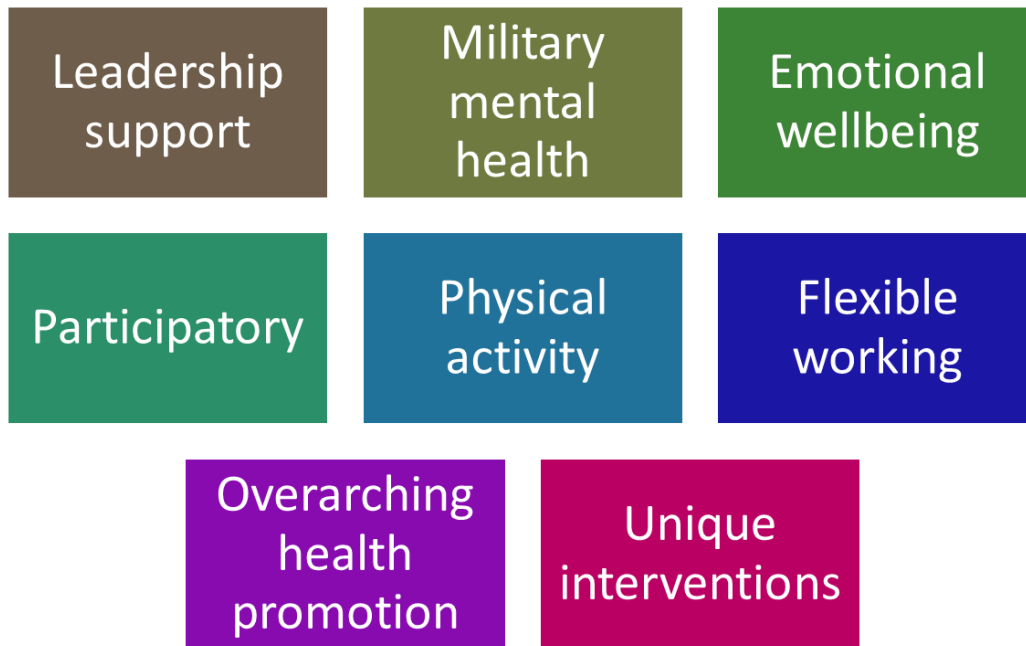 Leadership
support
Military
mental
health
Emotional
wellbeing
Participatory
Physical
activity
Flexible
working
Overarching
health
promotion
Unique
interventions